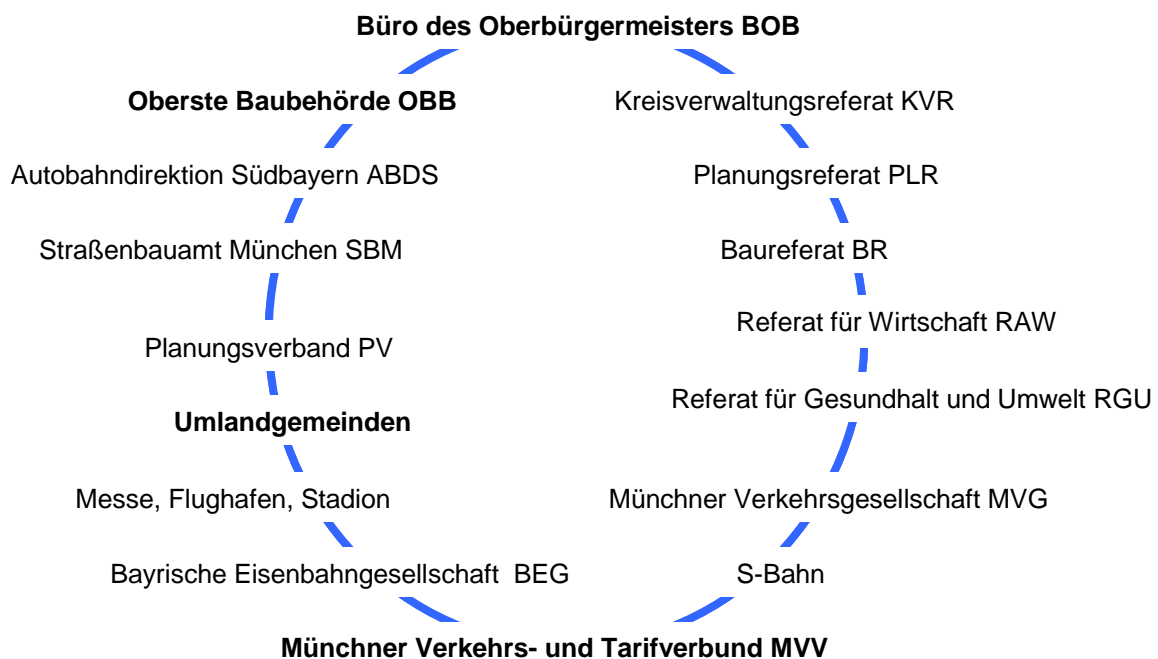 Büro des Oberbürgermeisters BOB
Oberste Baubehörde OBB
Kreisverwaltungsreferat KVR
Autobahndirektion Südbayern ABDS
Planungsreferat PLR
Straßenbauamt München SBM
Baureferat BR
Referat für Wirtschaft RAW
Planungsverband PV
Referat für Gesundhalt und Umwelt RGU
Umlandgemeinden
Messe, Flughafen, Stadion
Münchner Verkehrsgesellschaft MVG
Bayrische Eisenbahngesellschaft BEG
S-Bahn
Münchner Verkehrs- und Tarifverbund MVV